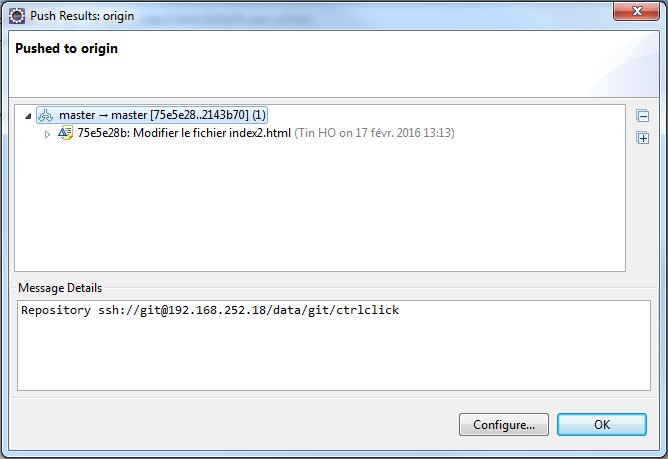 Push Results: origin
Pushed to origin
master → master [75e5e28..2143b70] (1)
75e5e28b: Modifier le fichier index2.html (Tin HO on 17 févr. 2016 13:13)
Message Details
Repository ssh://git@192.168.252.18/data/git/ctrlclick
Configure...
OK